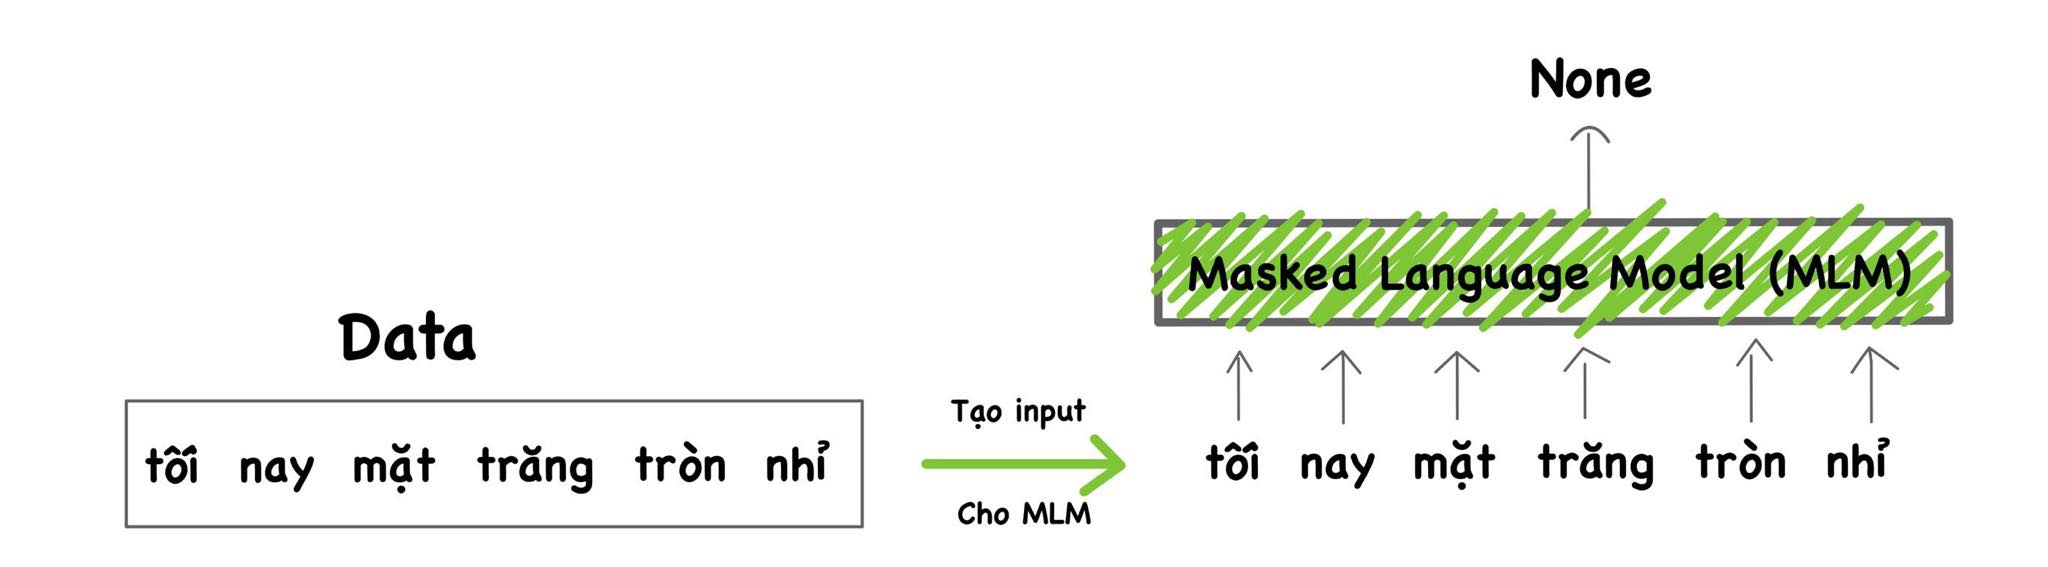 Data
tối nay mặt trăng tròn nhỉ
Tạo input
Cho MLM
None
Masked Language Model (MLM)
tối nay mặt trăng tròn nhỉ